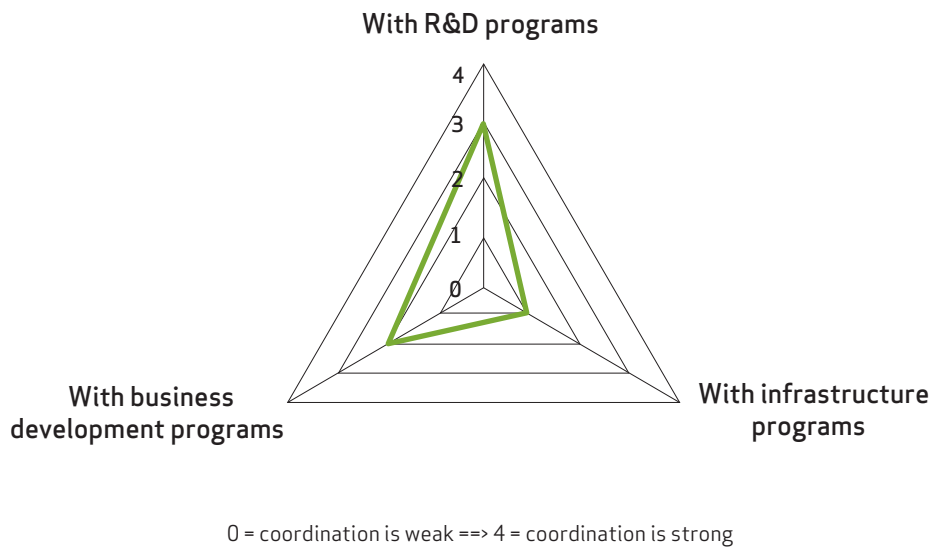 With R&D programs
4
3
2
1
0
With business
development programs
With infrastructure
programs
0 = coordination is weak ==> 4 = coordination is strong